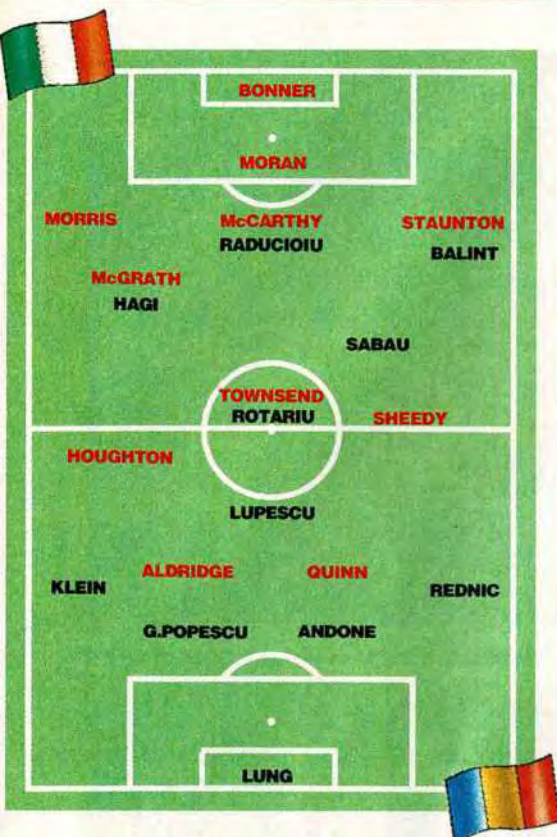 BONNER
MORAN
MORRIS
McCARTHY
STAUNTON
RADUCIOIU
BALINT
McGRATH
HAGI
SABAU
TOWNSEND
ROTARIU
SHEEDY
HOUGHTON
LUPESCU
ALDRIDGE
QUINN
KLEIN
REDNIC
G.POPESCU
ANDONE
LUNG